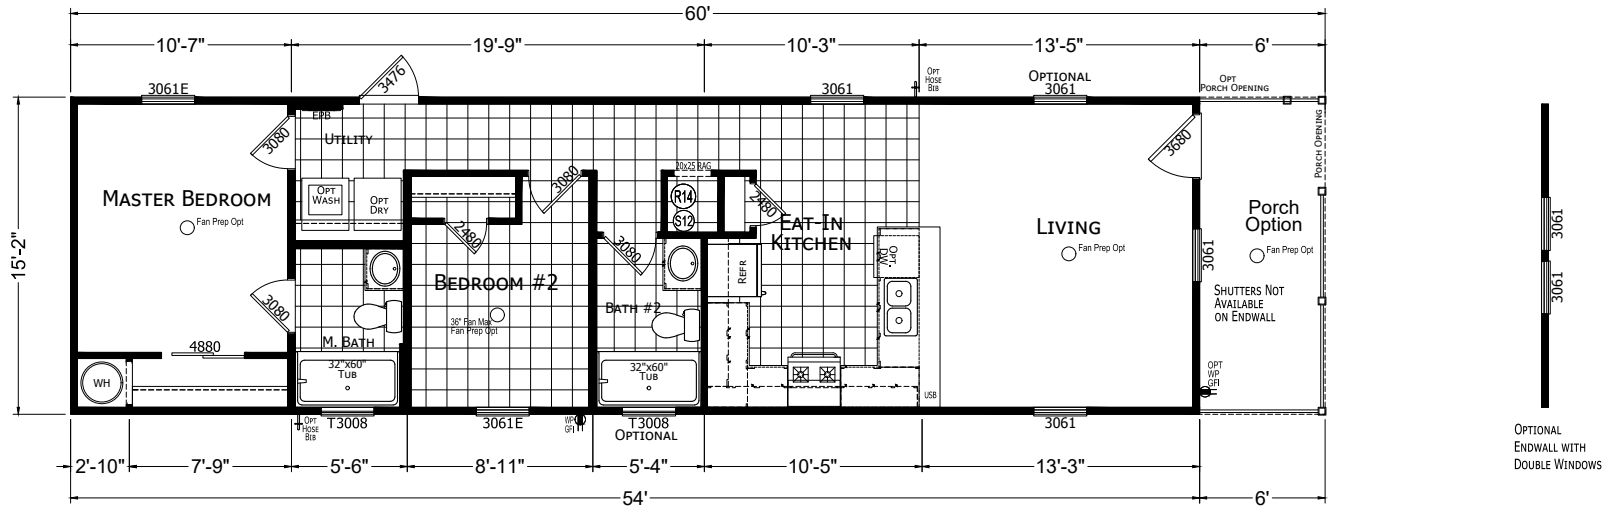 60'
10'-7"
19'-9"
10'-3"
13'-5"
6'
3061E
3476
3061
OPT
HOSE
BIB
OPTIONAL
3061
OPT
PORCH OPENING
EPB
UTILITY
3080
3680
PORCH OPENING
20x25 RAG
OPT
WASH
OPT
DRY
3080
R14
S12
2480
MASTER BEDROOM
Fan Prep Opt
EAT-IN
KITCHEN
LIVING
Fan Prep Opt
3061
Porch
Option
Fan Prep Opt
3061
3061
15'-2"
2480
3080
REFR
OPT.
DW
BEDROOM #2
36" Fan Max
Fan Prep Opt
BATH #2
3080
SHUTTERS NOT
AVAILABLE
ON ENDWALL
M. BATH
4880
WH
32"x60"
TUB
32"x60"
TUB
USB
OPT
WP
GFI
OPT
HOSE
BIB
T3008
3061E
WP
GFI
T3008
OPTIONAL
3061
OPTIONAL
ENDWALL WITH
DOUBLE WINDOWS
2'-10"
7'-9"
5'-6"
8'-11"
5'-4"
10'-5"
13'-3"
54'
6'